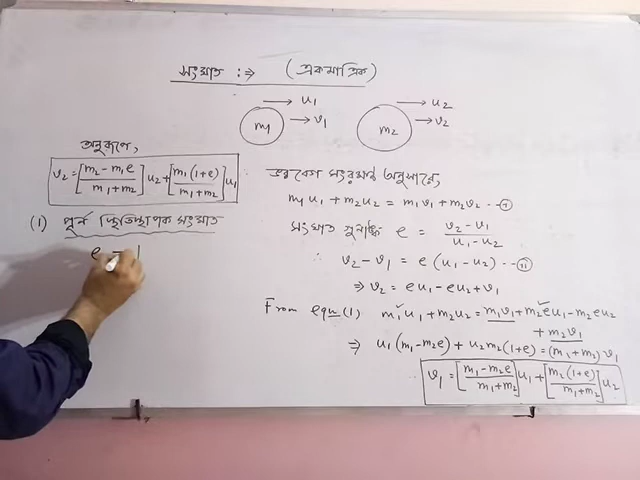 সংঘাত :⇒ (একমাত্রিক)
→ u₁ → u₂
→ v₁ → v₂
m₁ m₂
ভরবেগ সংরক্ষণ অনুসারে,
m₁u₁ + m₂u₂ = m₁v₁ + m₂v₂ --- (I)
সংঘাত গুণাঙ্ক e = (v₂ - v₁)/(u₁ - u₂)
∴ v₂ - v₁ = e (u₁ - u₂) --- (II)
⇒ v₂ = eu₁ - eu₂ + v₁
From eqn (1) m₁u₁ + m₂u₂ = m₁v₁ + m₂eu₁ - m₂eu₂
+ m₂v₁
⇒ u₁(m₁ - m₂e) + u₂m₂(1+e) = (m₁ + m₂)v₁
v₁ = [(m₁ - m₂e)/(m₁ + m₂)]u₁ + [m₂(1+e)/(m₁ + m₂)]u₂
অনুরূপে,
v₂ = [(m₂ - m₁e)/(m₁ + m₂)]u₂ + [m₁(1+e)/(m₁ + m₂)]u₁
(1) পূর্ন স্থিতিস্থাপক সংঘাত
e = 1